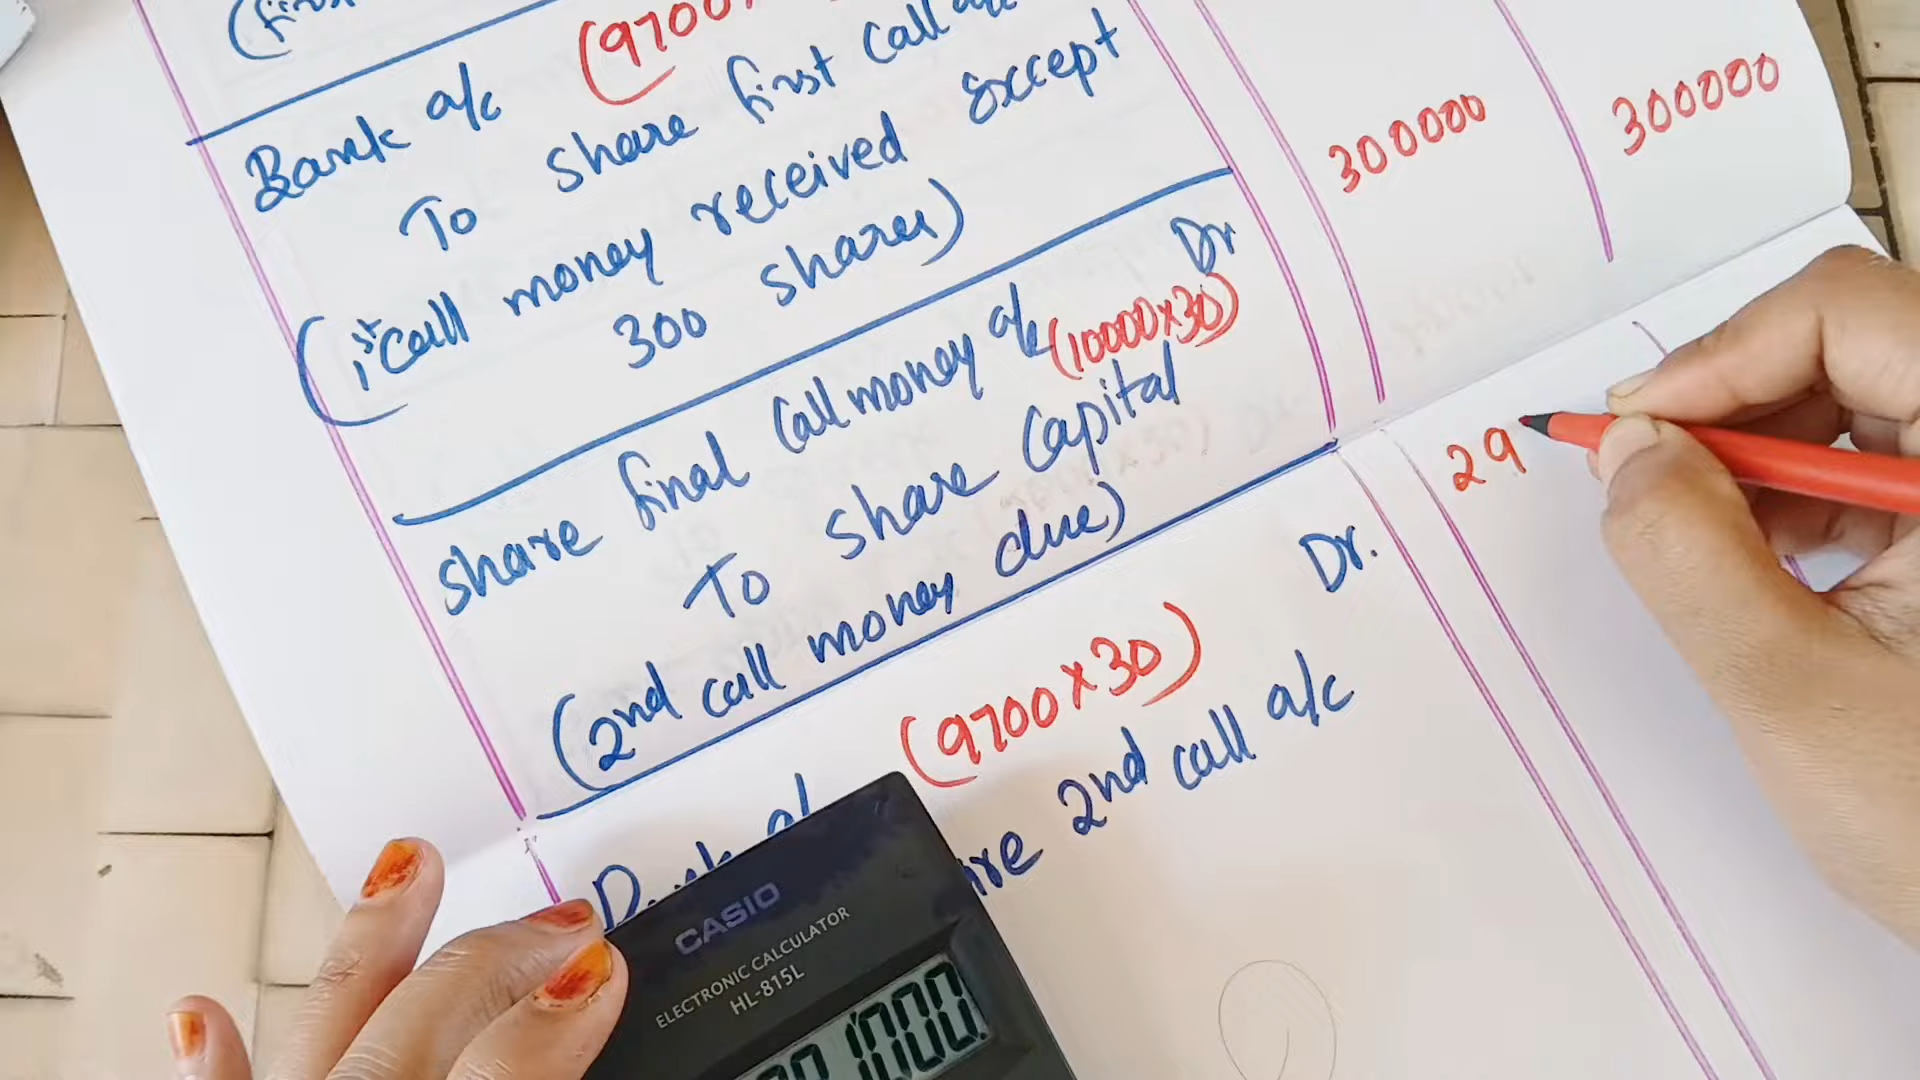 (first
Bank a/c (9700
To share first call a/c
(1st call money received except
300 shares)
300000 300000
share final call money a/c Dr
(10000×30)
To share capital
(2nd call money due)
(9700×30) Dr.
2nd call a/c
29
CASIO
ELECTRONIC CALCULATOR
HL-815L